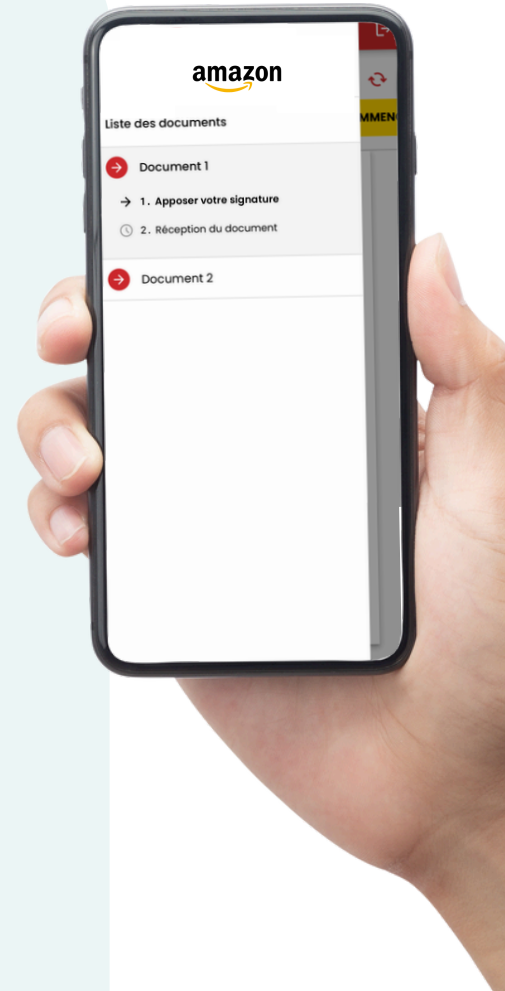 amazon
Liste des documents
Document 1
1. Apposer votre signature
2. Réception du document
Document 2